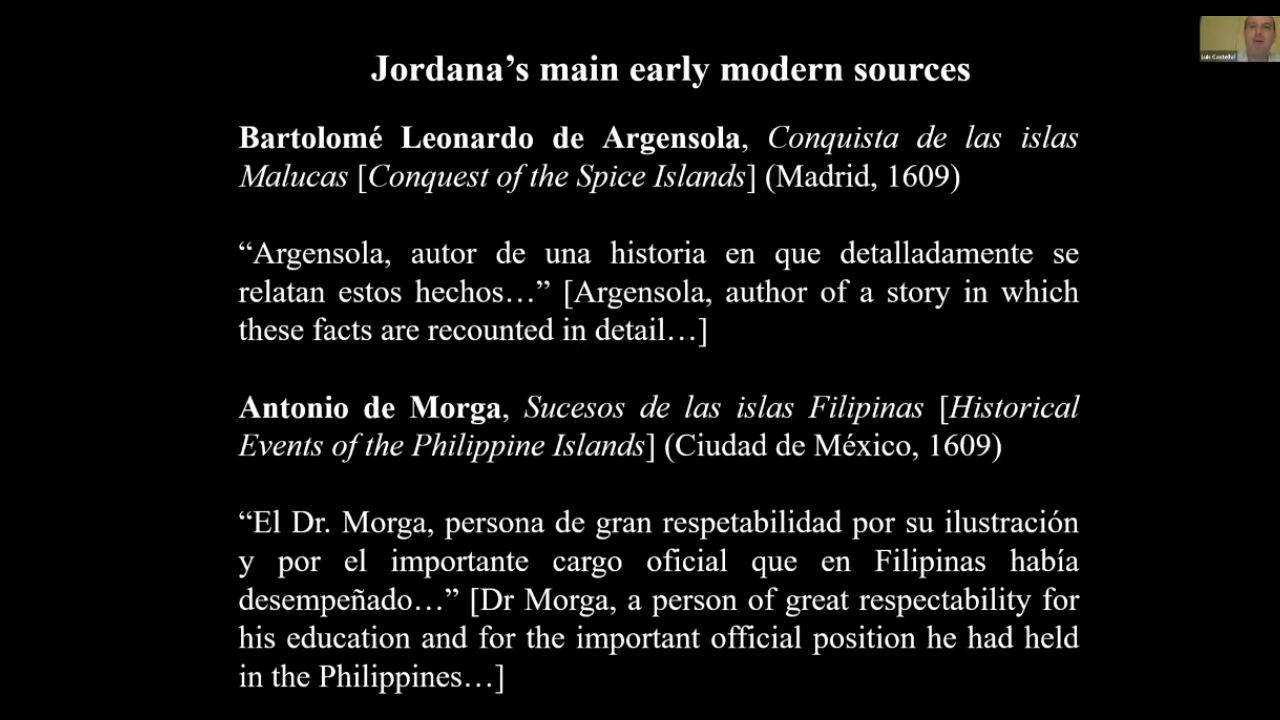 Jordana’s main early modern sources
Luis Castellví
Bartolomé Leonardo de Argensola, Conquista de las islas
Malucas [Conquest of the Spice Islands] (Madrid, 1609)
“Argensola, autor de una historia en que detalladamente se
relatan estos hechos…” [Argensola, author of a story in which
these facts are recounted in detail…]
Antonio de Morga, Sucesos de las islas Filipinas [Historical
Events of the Philippine Islands] (Ciudad de México, 1609)
“El Dr. Morga, persona de gran respetabilidad por su ilustración
y por el importante cargo oficial que en Filipinas había
desempeñado…” [Dr Morga, a person of great respectability for
his education and for the important official position he had held
in the Philippines…]